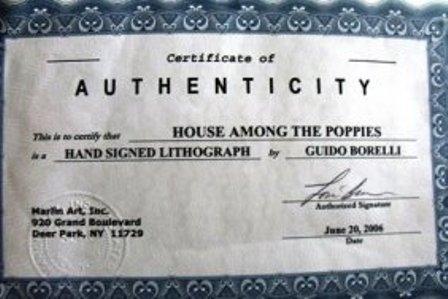 Certificate of
AUTHENTICITY
This is to certify that HOUSE AMONG THE POPPIES
is a HAND SIGNED LITHOGRAPH by GUIDO BORELLI
Authorized Signature
Marlin Art, Inc.
920 Grand Boulevard
Deer Park, NY 11729
June 20, 2006
Date